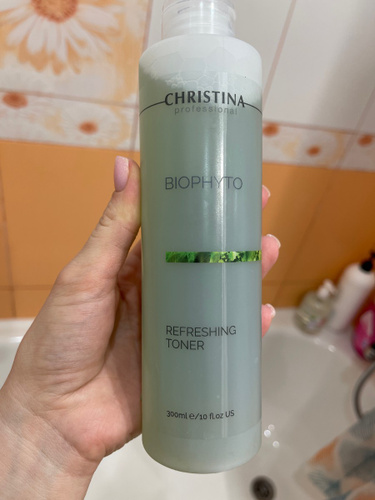 CHRISTINA
professional
BIOPHYTO
REFRESHING
TONER
300ml ℮/10 fl.oz US